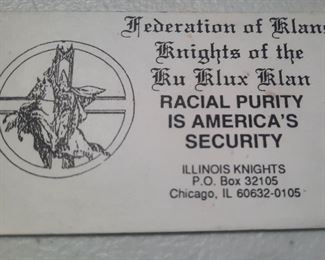 Federation of Klans
Knights of the
Ku Klux Klan
RACIAL PURITY
IS AMERICA'S
SECURITY
ILLINOIS KNIGHTS
P.O. Box 32105
Chicago, IL 60632-0105